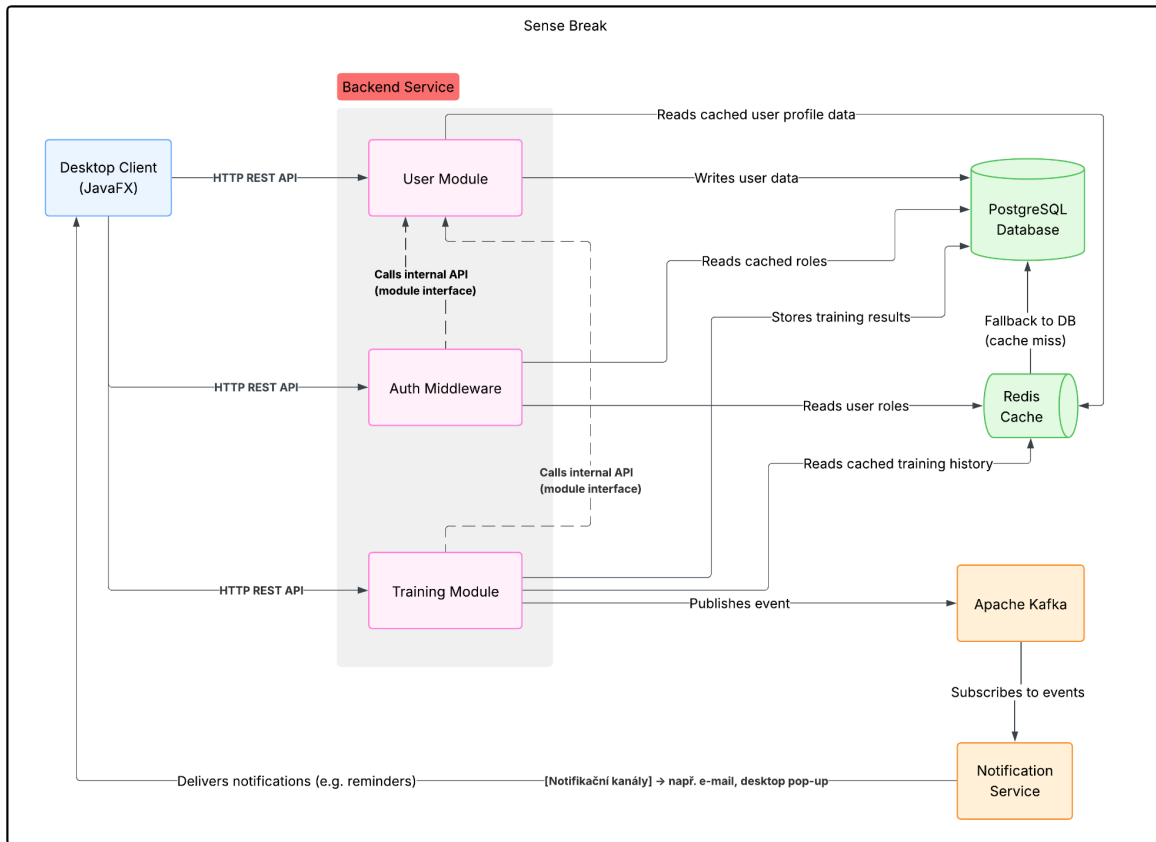 Sense Break
Backend Service
Reads cached user profile data
Desktop Client
(JavaFX)
HTTP REST API
User Module
Writes user data
PostgreSQL
Database
Reads cached roles
Calls internal API
(module interface)
Stores training results
Fallback to DB
(cache miss)
HTTP REST API
Auth Middleware
Reads user roles
Redis
Cache
Reads cached training history
Calls internal API
(module interface)
HTTP REST API
Training Module
Publishes event
Apache Kafka
Subscribes to events
Delivers notifications (e.g. reminders)
[Notifikační kanály] → např. e-mail, desktop pop-up
Notification
Service